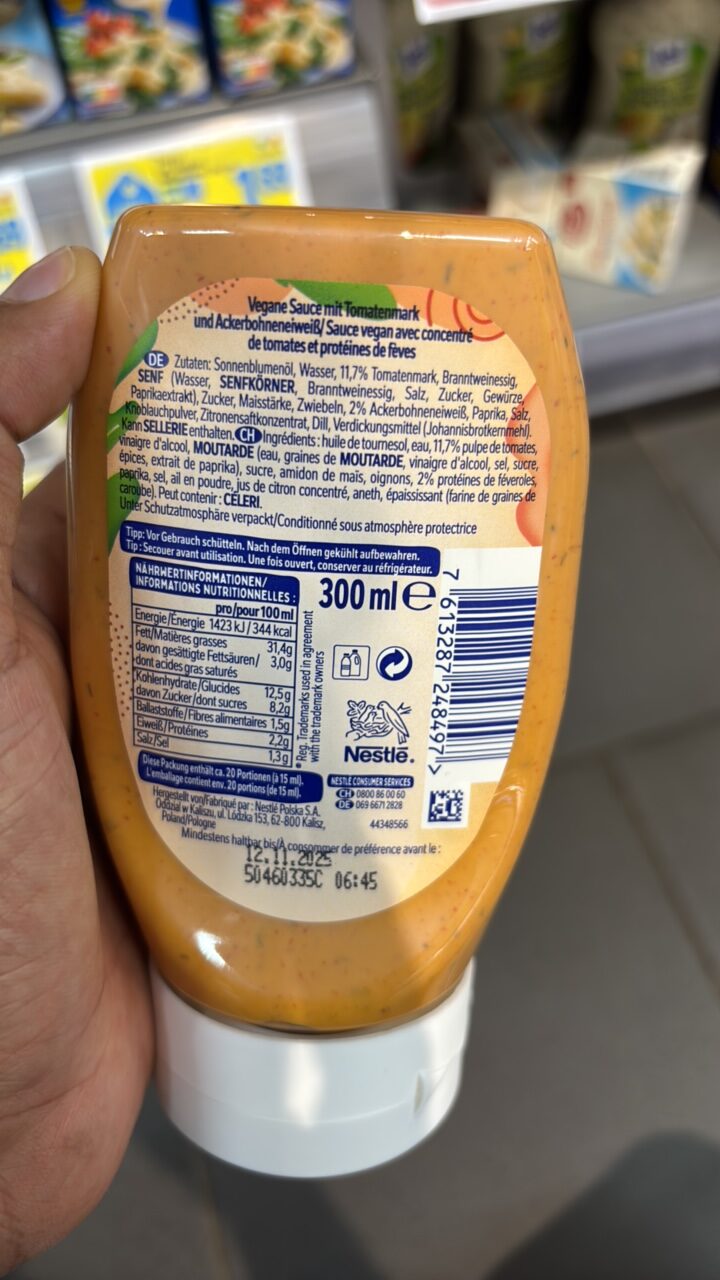 Vegane Sauce mit Tomatenmark
und Ackerbohneneiweiß/ Sauce vegan avec concentré
de tomates et protéines de fèves
DE Zutaten: Sonnenblumenöl, Wasser, 11,7% Tomatenmark, Branntweinessig,
SENF (Wasser, SENFKÖRNER, Branntweinessig, Salz, Zucker, Gewürze,
Paprikaextrakt), Zucker, Maisstärke, Zwiebeln, 2% Ackerbohneneiweiß, Paprika, Salz,
Knoblauchpulver, Zitronensaftkonzentrat, Dill, Verdickungsmittel (Johannisbrotkernmehl).
Kann SELLERIE enthalten. CH Ingrédients: huile de tournesol, eau, 11,7% pulpe de tomates,
vinaigre d'alcool, MOUTARDE (eau, graines de MOUTARDE, vinaigre d'alcool, sel, sucre,
épices, extrait de paprika), sucre, amidon de maïs, oignons, 2% protéines de féveroles,
paprika, sel, ail en poudre, jus de citron concentré, aneth, épaississant (farine de graines de
caroube). Peut contenir: CÉLERI.
Unter Schutzatmosphäre verpackt/Conditionné sous atmosphère protectrice
Tipp: Vor Gebrauch schütteln. Nach dem Öffnen gekühlt aufbewahren.
Tip: Secouer avant utilisation. Une fois ouvert, conserver au réfrigérateur.
NÄHRWERTINFORMATIONEN/
INFORMATIONS NUTRITIONNELLES:
pro/pour 100 ml
Energie/Énergie 1423 kJ/344 kcal
Fett/Matières grasses 31,4g
davon gesättigte Fettsäuren/
dont acides gras saturés 3,0g
Kohlenhydrate/Glucides 12,5g
davon Zucker/dont sucres 8,2g
Ballaststoffe/Fibres alimentaires 1,5g
Eiweiß/Protéines 2,2g
Salz/Sel 1,3g
® Reg. Trademarks used in agreement
with the trademark owners
300 ml e
Nestlé.
7 613287 248497 >
Diese Packung enthält ca. 20 Portionen (à 15 ml).
L'emballage contient env. 20 portions (de 15 ml).
NESTLÉ CONSUMER SERVICES
CH 0800 86 00 60
DE 069 6671 2828
44348566
Hergestellt von/Fabriqué par: Nestlé Polska S.A.
Oddział w Kaliszu, ul. Łódzka 153, 62-800 Kalisz,
Poland/Pologne
Mindestens haltbar bis/À consommer de préférence avant le:
12.11.2025
50460335C 06:45